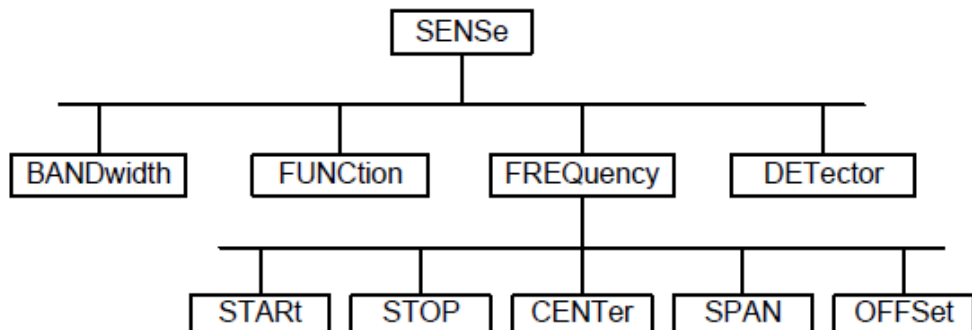 SENSe
BANDwidth FUNCtion FREQuency DETector
STARt STOP CENTer SPAN OFFSet